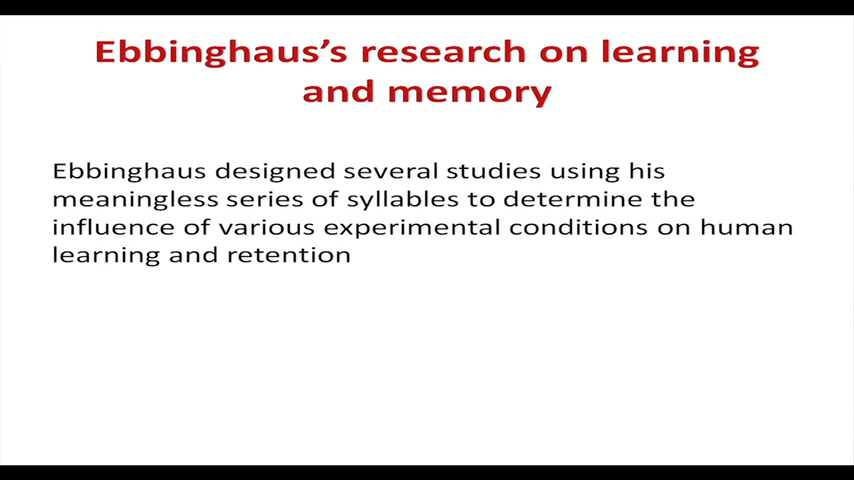 Ebbinghaus’s research on learning
and memory
Ebbinghaus designed several studies using his
meaningless series of syllables to determine the
influence of various experimental conditions on human
learning and retention